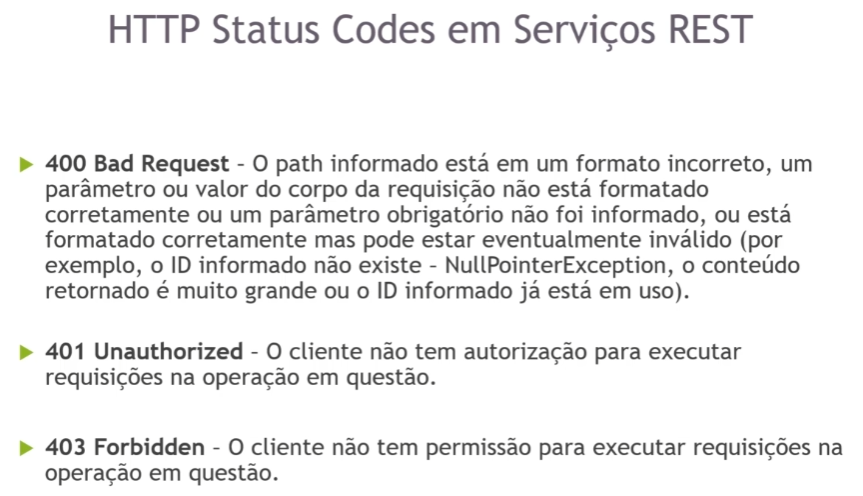 HTTP Status Codes em Serviços REST
400 Bad Request – O path informado está em um formato incorreto, um
parâmetro ou valor do corpo da requisição não está formatado
corretamente ou um parâmetro obrigatório não foi informado, ou está
formatado corretamente mas pode estar eventualmente inválido (por
exemplo, o ID informado não existe – NullPointerException, o conteúdo
retornado é muito grande ou o ID informado já está em uso).
401 Unauthorized – O cliente não tem autorização para executar
requisições na operação em questão.
403 Forbidden – O cliente não tem permissão para executar requisições na
operação em questão.